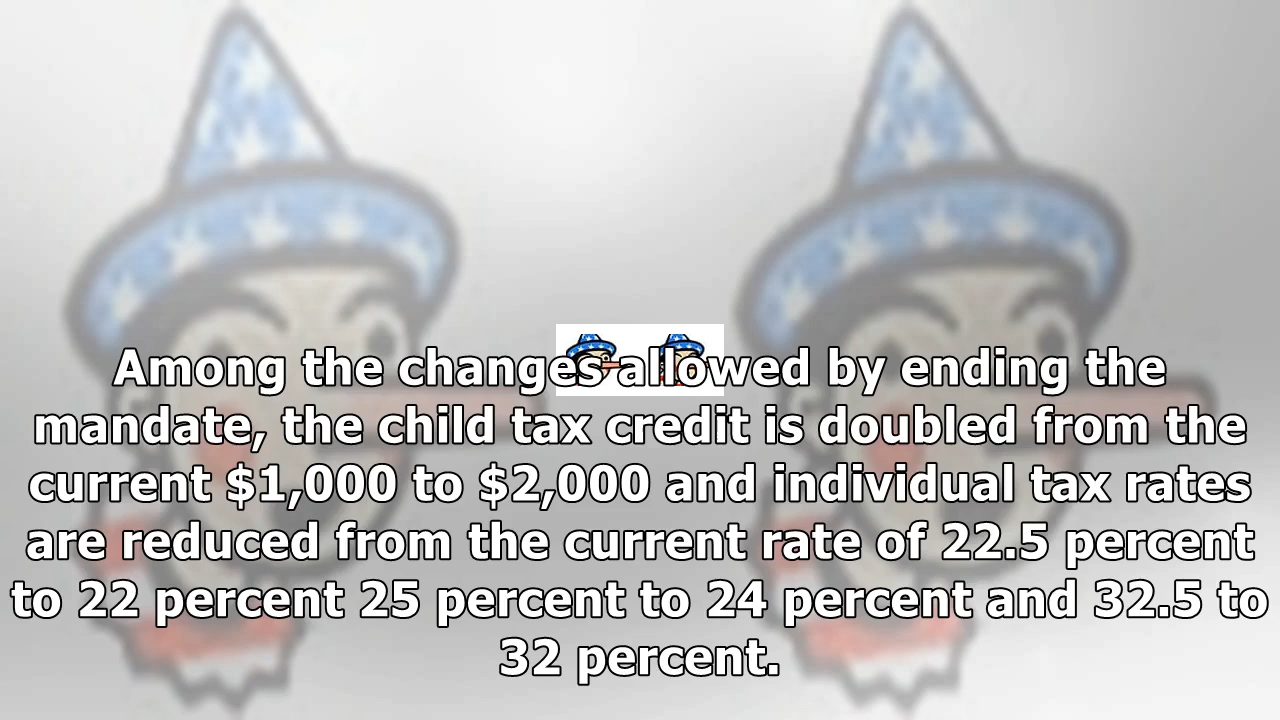 Among the changes allowed by ending the
mandate, the child tax credit is doubled from the
current $1,000 to $2,000 and individual tax rates
are reduced from the current rate of 22.5 percent
to 22 percent 25 percent to 24 percent and 32.5 to
32 percent.